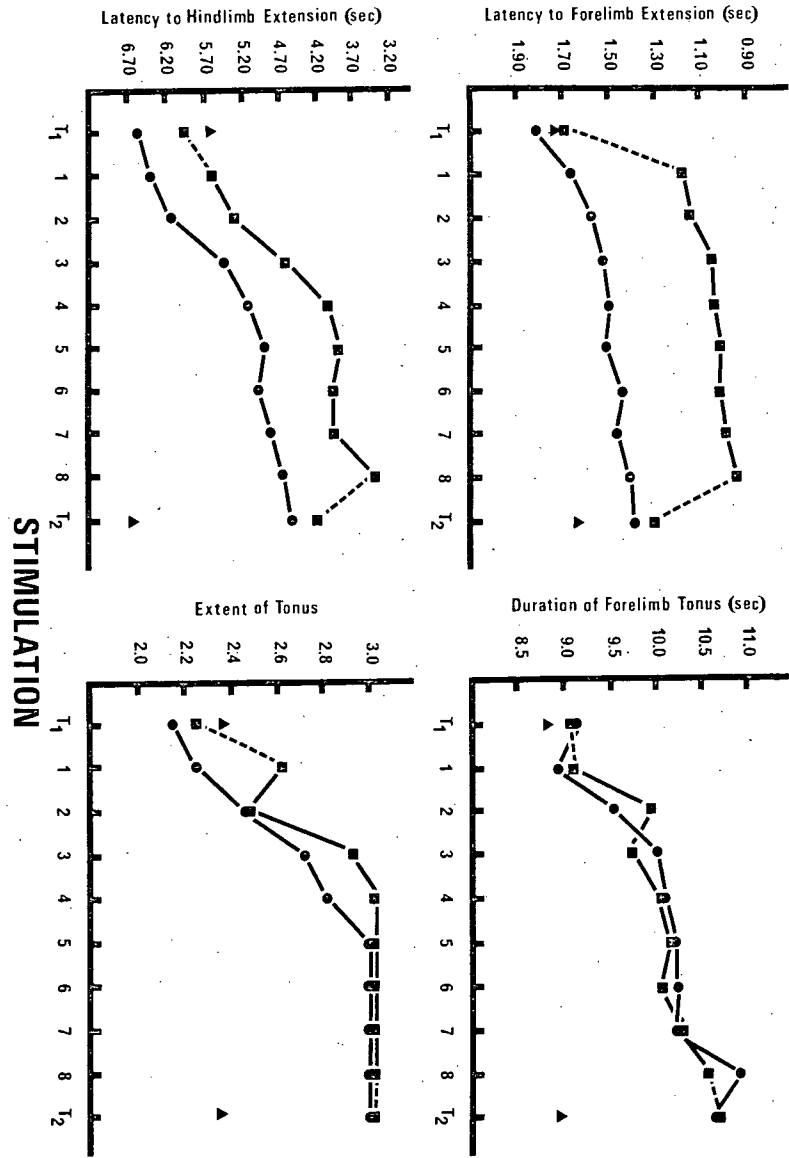 Latency to Forelimb Extension (sec)
0.90
1.10
1.30
1.50
1.70
1.90
T1 1 2 3 4 5 6 7 8 T2
Duration of Forelimb Tonus (sec)
11.0
10.5
10.0
9.5
9.0
8.5
T1 1 2 3 4 5 6 7 8 T2
Latency to Hindlimb Extension (sec)
3.20
3.70
4.20
4.70
5.20
5.70
6.20
6.70
T1 1 2 3 4 5 6 7 8 T2
Extent of Tonus
3.0
2.8
2.6
2.4
2.2
2.0
T1 1 2 3 4 5 6 7 8 T2
STIMULATION